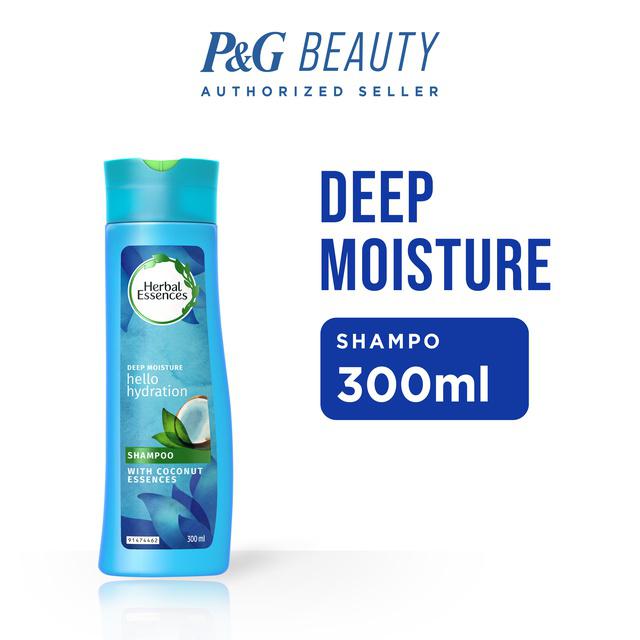 P&G BEAUTY
AUTHORIZED SELLER
DEEP
MOISTURE
SHAMPO
300ml
Herbal
Essences
DEEP MOISTURE
hello
hydration
SHAMPOO
WITH COCONUT
ESSENCES
91474462
300 ml